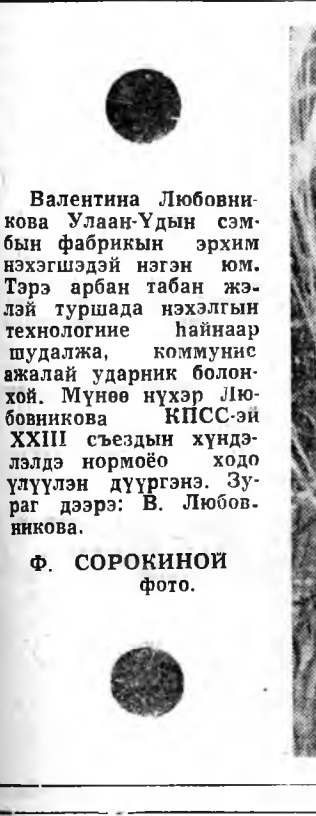 Валентина Любовни-
кова Улаан-Үдын сэм-
бын фабрикын эрхим
нэхэгшэдэй нэгэн юм.
Тэрэ арбан табан жэ-
лэй туршада нэхэлгын
технологиие һайнаар
шудалжа, коммунис
ажалай ударник болон-
хой. Мүнөө нүхэр Лю-
бовникова КПСС-эй
XXIII съездын хүндэ-
лэлдэ нормоёо ходо
үлүүлэн дүүргэнэ. Зу-
раг дээрэ: В. Любов-
никова.
Ф. СОРОКИНОЙ
фото.